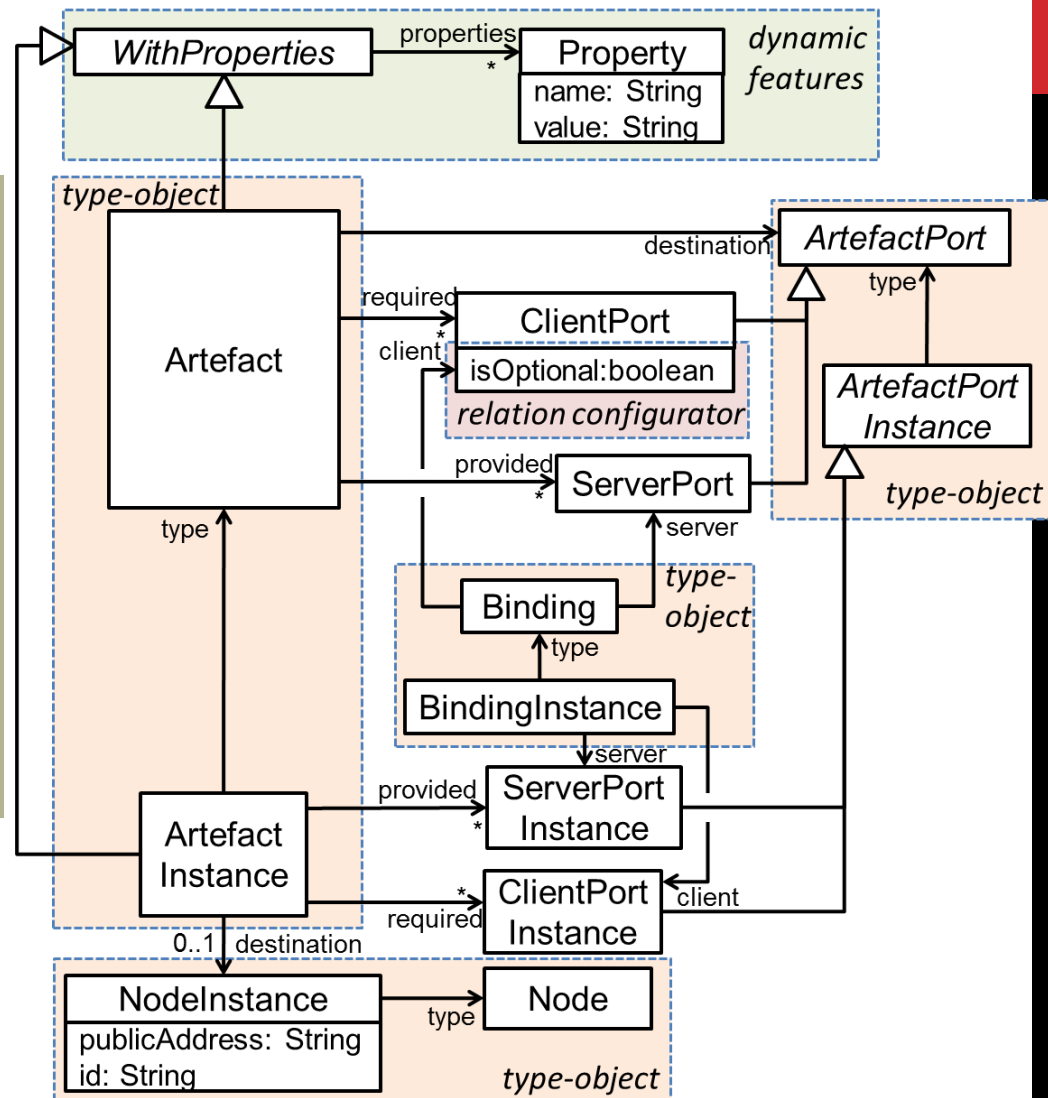 WithProperties
properties
*
Property
name: String
value: String
dynamic
features
type-object
Artefact
destination
ArtefactPort
type
required
*
ClientPort
client
isOptional:boolean
relation configurator
ArtefactPort
Instance
type-object
provided
*
ServerPort
type
server
type-
object
Binding
type
BindingInstance
server
provided
*
ServerPort
Instance
Artefact
Instance
*
required
ClientPort
Instance
client
0..1
destination
NodeInstance
publicAddress: String
id: String
type
Node
type-object